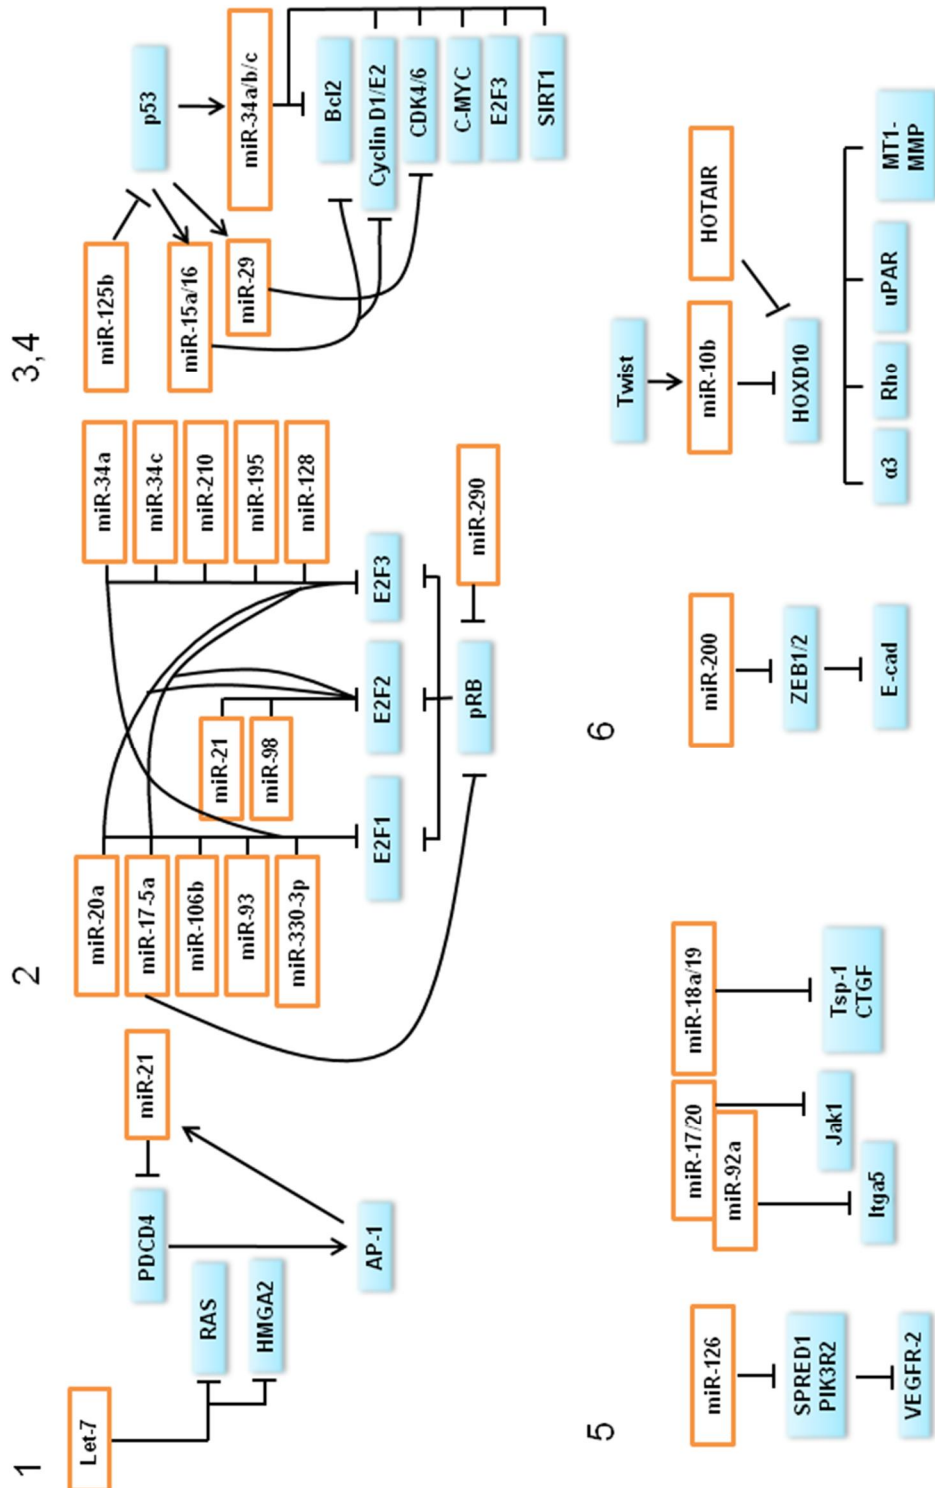 1
Let-7
RAS
HMGA2
PDCD4
miR-21
AP-1
2
miR-20a
miR-17-5a
miR-106b
miR-93
miR-330-3p
miR-21
miR-98
miR-34a
miR-34c
miR-210
miR-195
miR-128
E2F1
E2F2
E2F3
pRB
miR-290
3,4
miR-125b
p53
miR-15a/16
miR-29
miR-34a/b/c
Bcl2
Cyclin D1/E2
CDK4/6
C-MYC
E2F3
SIRT1
5
miR-126
SPRED1
PIK3R2
VEGFR-2
miR-17/20
miR-18a/19
miR-92a
Jak1
Itga5
Tsp-1
CTGF
6
miR-200
ZEB1/2
E-cad
Twist
miR-10b
HOTAIR
HOXD10
α3
Rho
uPAR
MT1-
MMP